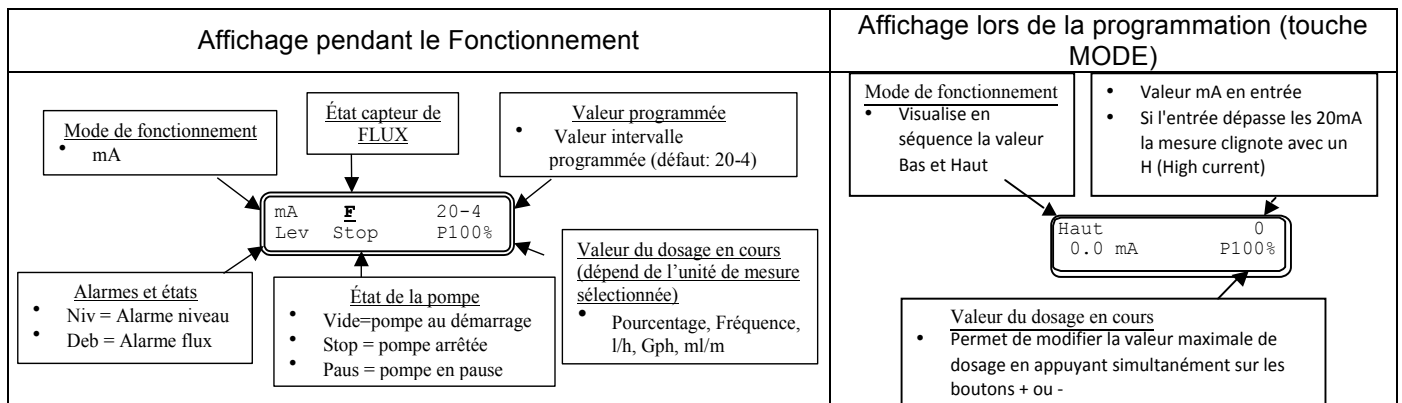 Affichage pendant le Fonctionnement
Affichage lors de la programmation (touche
MODE)
Mode de fonctionnement
• mA
État capteur de
FLUX
Valeur programmée
• Valeur intervalle
programmée (défaut: 20-4)
mA F 20-4
Lev Stop P100%
Alarmes et états
• Niv = Alarme niveau
• Deb = Alarme flux
État de la pompe
• Vide=pompe au démarrage
• Stop = pompe arrêtée
• Paus = pompe en pause
Valeur du dosage en cours
(dépend de l’unité de mesure
sélectionnée)
• Pourcentage, Fréquence,
l/h, Gph, ml/m
Mode de fonctionnement
• Visualise en
séquence la valeur
Bas et Haut
• Valeur mA en entrée
• Si l'entrée dépasse les 20mA
la mesure clignote avec un
H (High current)
Haut 0
0.0 mA P100%
Valeur du dosage en cours
• Permet de modifier la valeur maximale de
dosage en appuyant simultanément sur les
boutons + ou -